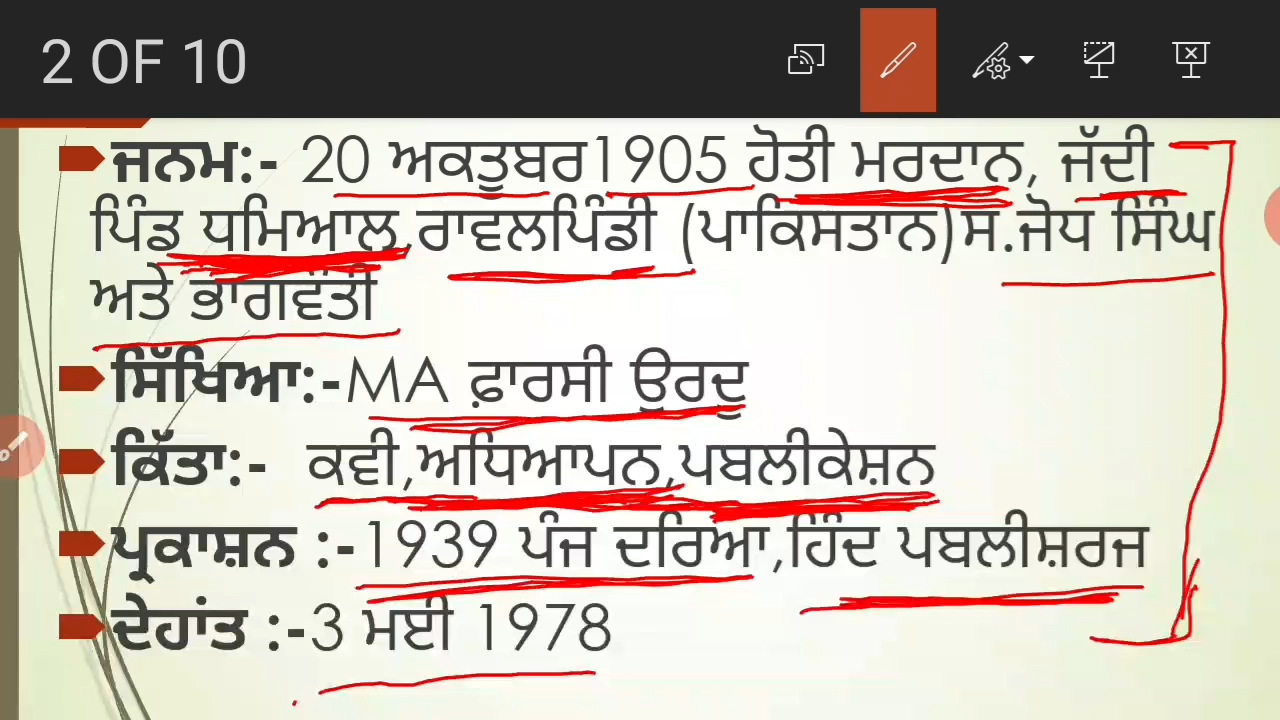 2 OF 10
ਜਨਮ:- 20 ਅਕਤੂਬਰ1905 ਹੋਤੀ ਮਰਦਾਨ, ਜੱਦੀ
ਪਿੰਡ ਧਮਿਆਲ,ਰਾਵਲਪਿੰਡੀ (ਪਾਕਿਸਤਾਨ)ਸ.ਜੋਧ ਸਿੰਘ
ਅਤੇ ਭਾਗਵੰਤੀ
ਸਿੱਖਿਆ:-MA ਫ਼ਾਰਸੀ ਉਰਦੂ
ਕਿੱਤਾ:- ਕਵੀ,ਅਧਿਆਪਨ,ਪਬਲੀਕੇਸ਼ਨ
ਪ੍ਰਕਾਸ਼ਨ :-1939 ਪੰਜ ਦਰਿਆ,ਹਿੰਦ ਪਬਲੀਸ਼ਰਜ
ਦੇਹਾਂਤ :-3 ਮਈ 1978